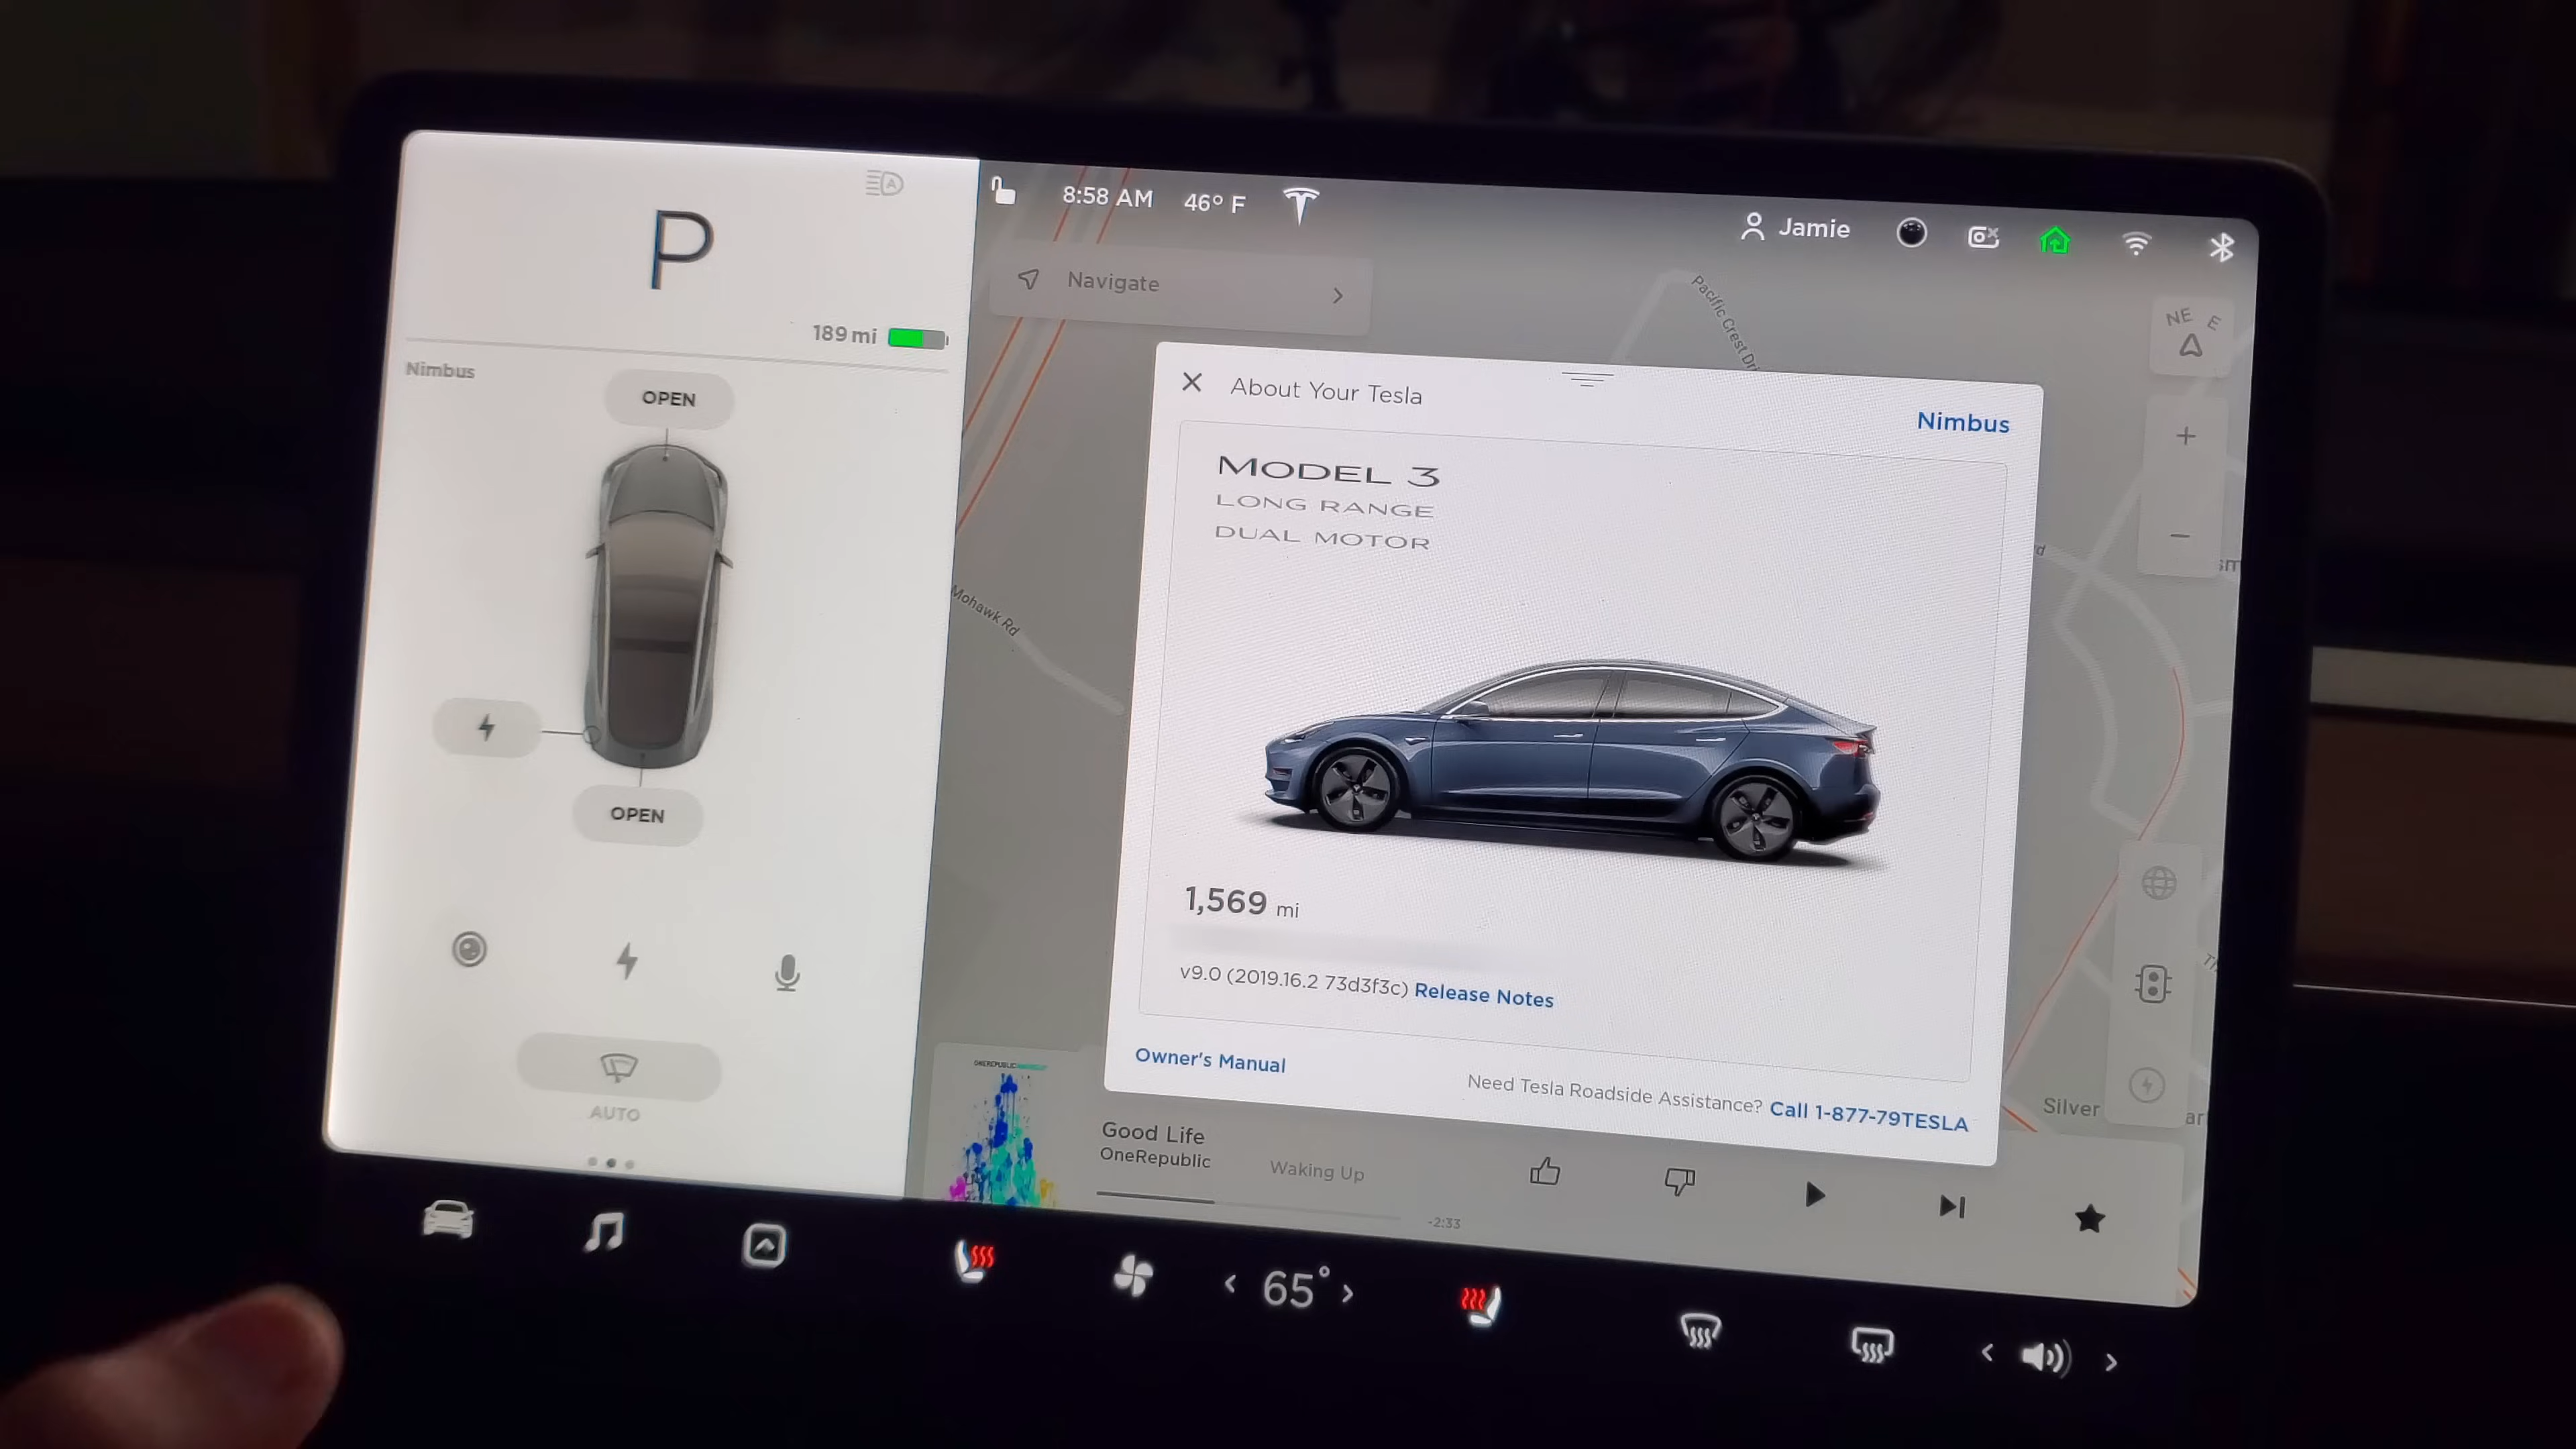 P
189 mi
Nimbus
OPEN
OPEN
AUTO
8:58 AM
46° F
Jamie
Navigate
Pacific Crest Dr
NE E
Mohawk Rd
About Your Tesla
Nimbus
MODEL 3
LONG RANGE
DUAL MOTOR
1,569 mi
v9.0 (2019.16.2 73d3f3c) Release Notes
Owner's Manual
Need Tesla Roadside Assistance? Call 1-877-79TESLA
Silver
ONEREPUBLIC
Good Life
OneRepublic
Waking Up
-2:33
65°